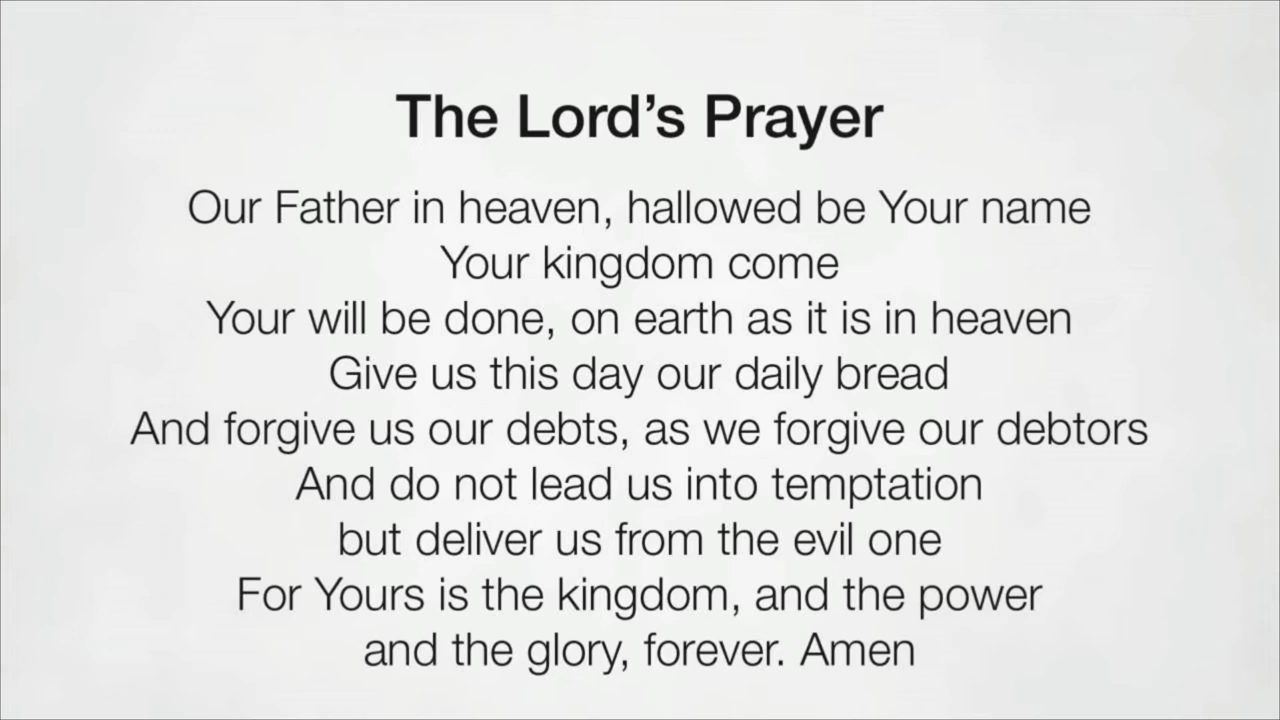 The Lord’s Prayer
Our Father in heaven, hallowed be Your name
Your kingdom come
Your will be done, on earth as it is in heaven
Give us this day our daily bread
And forgive us our debts, as we forgive our debtors
And do not lead us into temptation
but deliver us from the evil one
For Yours is the kingdom, and the power
and the glory, forever. Amen